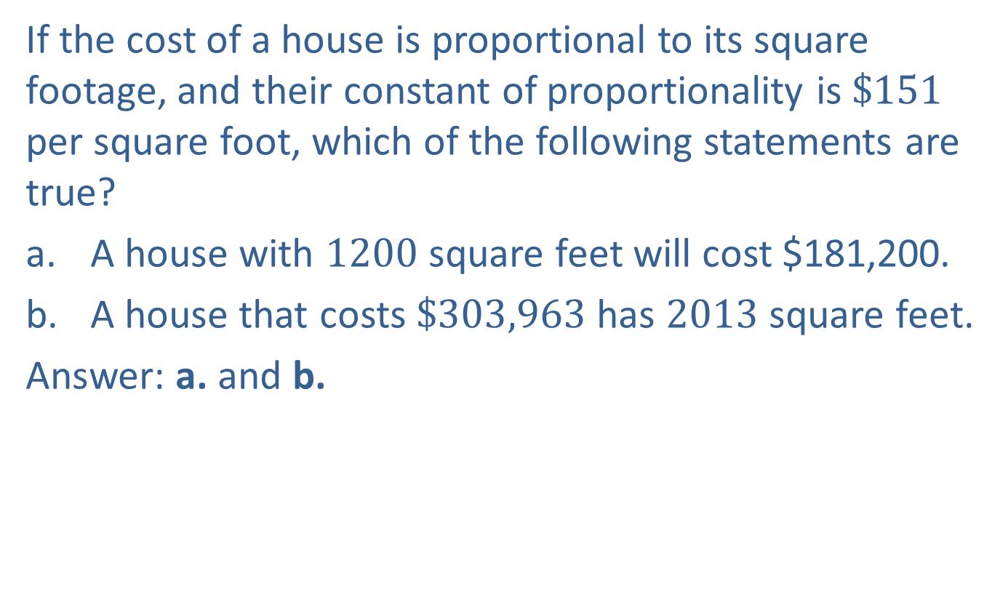 If the cost of a house is proportional to its square
footage, and their constant of proportionality is $151
per square foot, which of the following statements are
true?
a. A house with 1200 square feet will cost $181,200.
b. A house that costs $303,963 has 2013 square feet.
Answer: a. and b.